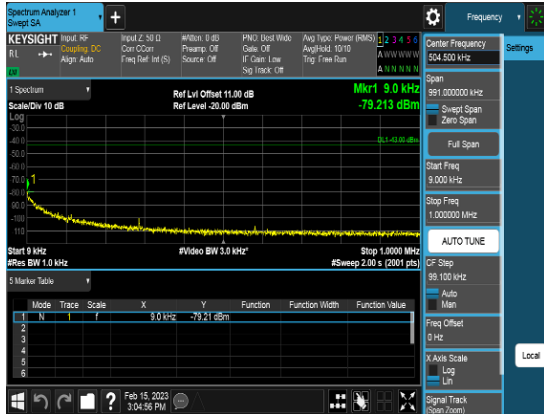 Spectrum Analyzer 1
Swept SA
Frequency
KEYSIGHT Input: RF Input Z: 50 Ω #Atten: 0 dB PNO: Best Wide Avg Type: Power (RMS) 1 2 3 4 5 6
RL Coupling: DC Corr CCorr Preamp: Off Gate: Off Avg|Hold: 10/10 A W W W W W
Align: Auto Freq Ref: Int (S) Source: Off IF Gain: Low Trig: Free Run
Sig Track: Off A N N N N N
Center Frequency
504.500 kHz
Settings
Span
991.000000 kHz
Swept Span
Zero Span
Full Span
Start Freq
9.000 kHz
Stop Freq
1.000000 MHz
AUTO TUNE
CF Step
99.100 kHz
Auto
Man
Freq Offset
0 Hz
X Axis Scale
Log
Lin
Local
Signal Track
(Span Zoom)
1 Spectrum
Ref Lvl Offset 11.00 dB Mkr1 9.0 kHz
Scale/Div 10 dB Ref Level -20.00 dBm -79.213 dBm
Log
-30.0
-40.0
DL1 -43.00 dBm
-50.0
-60.0
-70.0
1
-80.0
-90.0
-100
-110
Start 9 kHz #Video BW 3.0 kHz* Stop 1.0000 MHz
#Res BW 1.0 kHz #Sweep 2.00 s (2001 pts)
5 Marker Table
Mode Trace Scale X Y Function Function Width Function Value
1 N 1 f 9.0 kHz -79.21 dBm
2
3
4
5
6
Feb 15, 2023
3:04:56 PM